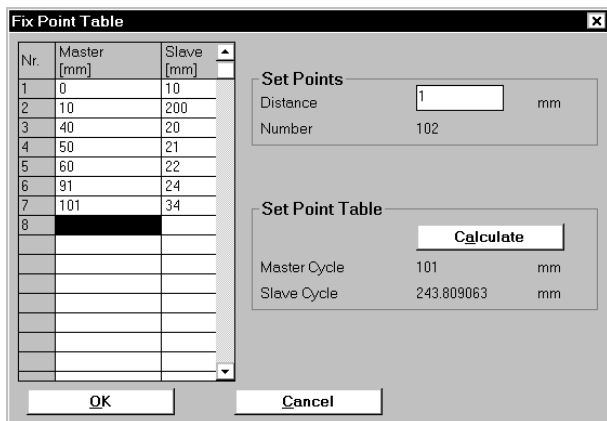 Fix Point Table
Nr. Master [mm] Slave [mm]
1 0 10
2 10 200
3 40 20
4 50 21
5 60 22
6 91 24
7 101 34
8
Set Points
Distance 1 mm
Number 102
Set Point Table
Calculate
Master Cycle 101 mm
Slave Cycle 243.809063 mm
OK Cancel